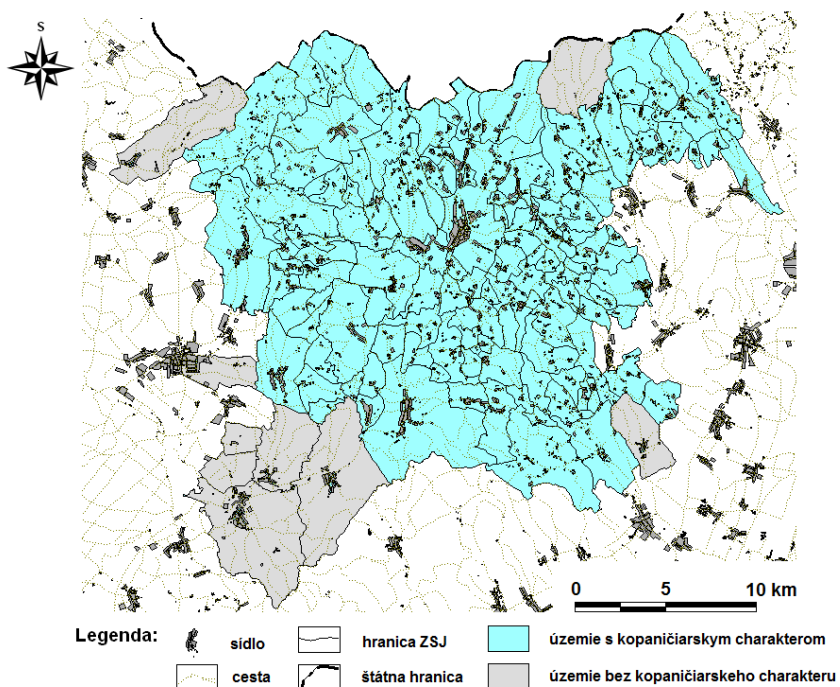 S
0 5 10 km
Legenda: sídlo hranica ZSJ územie s kopaničiarskym charakterom
cesta štátna hranica územie bez kopaničiarskeho charakteru